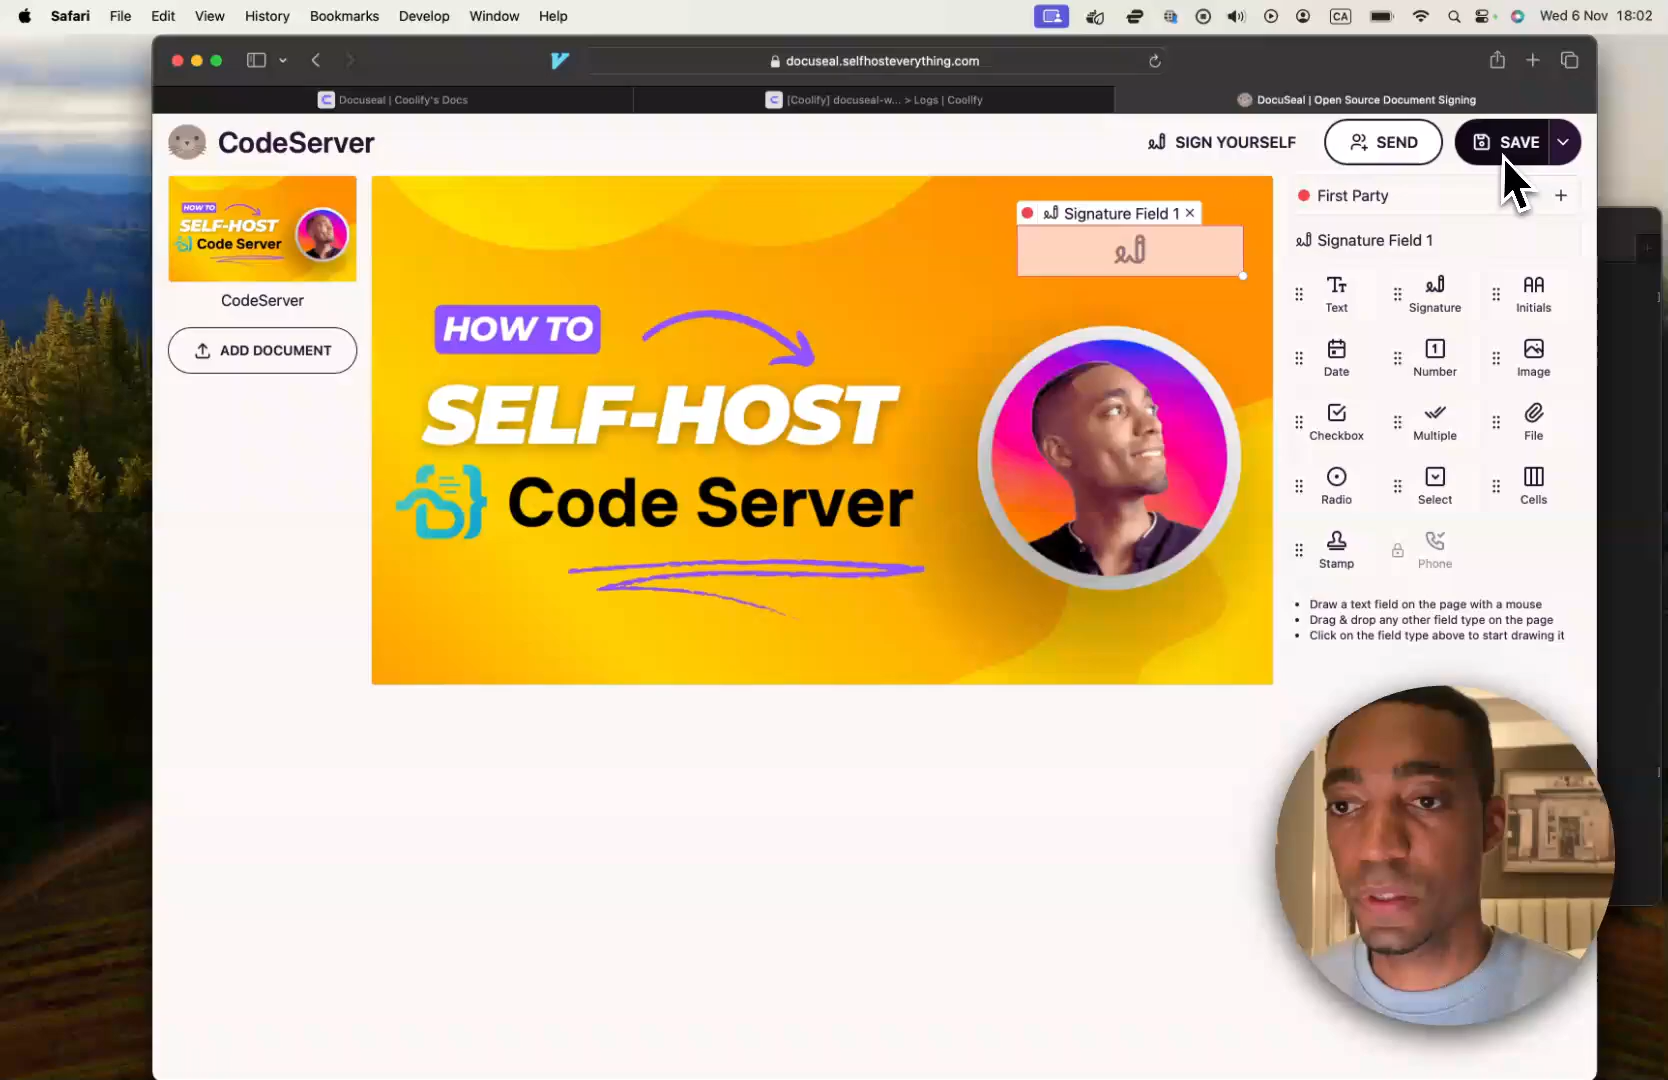 Safari File Edit View History Bookmarks Develop Window Help CA Wed 6 Nov 18:02
docuseal.selfhosteverything.com
Docuseal | Coolify's Docs
[Coolify] docuseal-w... > Logs | Coolify
DocuSeal | Open Source Document Signing
CodeServer
SIGN YOURSELF
SEND
SAVE
HOW TO
SELF-HOST
Code Server
CodeServer
ADD DOCUMENT
Signature Field 1
HOW TO
SELF-HOST
Code Server
First Party
Signature Field 1
Text Signature Initials
Date Number Image
Checkbox Multiple File
Radio Select Cells
Stamp Phone
• Draw a text field on the page with a mouse
• Drag & drop any other field type on the page
• Click on the field type above to start drawing it